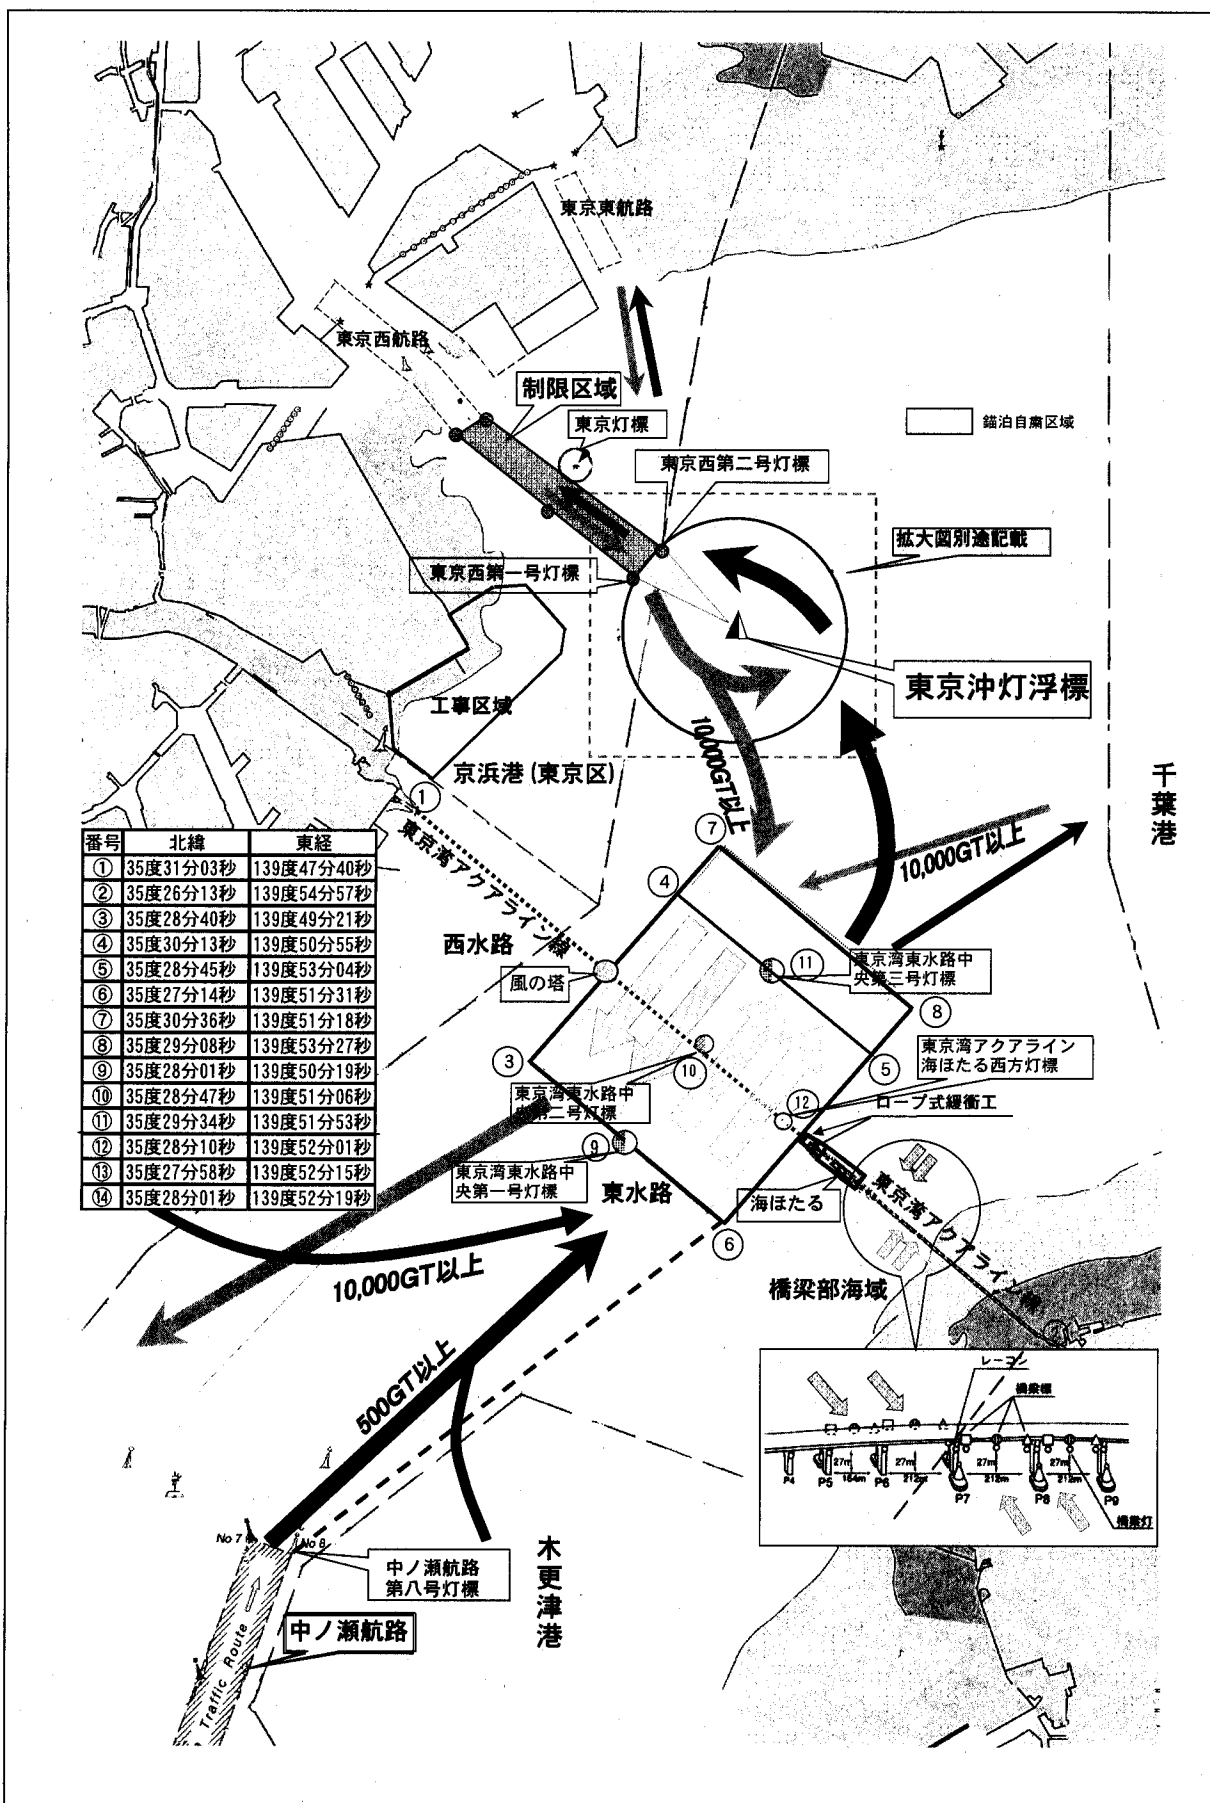 東京東航路
東京西航路
制限区域
東京灯標
錨泊自粛区域
東京西第二号灯標
拡大図別途記載
東京西第一号灯標
東京沖灯浮標
工事区域
10,000GT以上
京浜港(東京区)
千葉港
①
⑦
東京湾アクアライン線
10,000GT以上
番号 北緯 東経
① 35度31分03秒 139度47分40秒
② 35度26分13秒 139度54分57秒
③ 35度28分40秒 139度49分21秒
④ 35度30分13秒 139度50分55秒
⑤ 35度28分45秒 139度53分04秒
⑥ 35度27分14秒 139度51分31秒
⑦ 35度30分36秒 139度51分18秒
⑧ 35度29分08秒 139度53分27秒
⑨ 35度28分01秒 139度50分19秒
⑩ 35度28分47秒 139度51分06秒
⑪ 35度29分34秒 139度51分53秒
⑫ 35度28分10秒 139度52分01秒
⑬ 35度27分58秒 139度52分15秒
⑭ 35度28分01秒 139度52分19秒
④
西水路
風の塔
⑪
東京湾東水路中
央第三号灯標
⑧
③
⑩
⑤
東京湾アクアライン
海ほたる西方灯標
東京湾東水路中
央第二号灯標
⑫
ロープ式緩衝工
⑨
東京湾東水路中
央第一号灯標
東水路
海ほたる
東京湾アクアライン線
⑥
10,000GT以上
橋梁部海域
②
500GT以上
レーコン
橋梁標
27m
27m
27m
27m
164m
212m
212m
212m
P4
P5
P6
P7
P8
P9
橋梁灯
No 7
No 8
中ノ瀬航路
第八号灯標
木更津港
中ノ瀬航路
Traffic Route